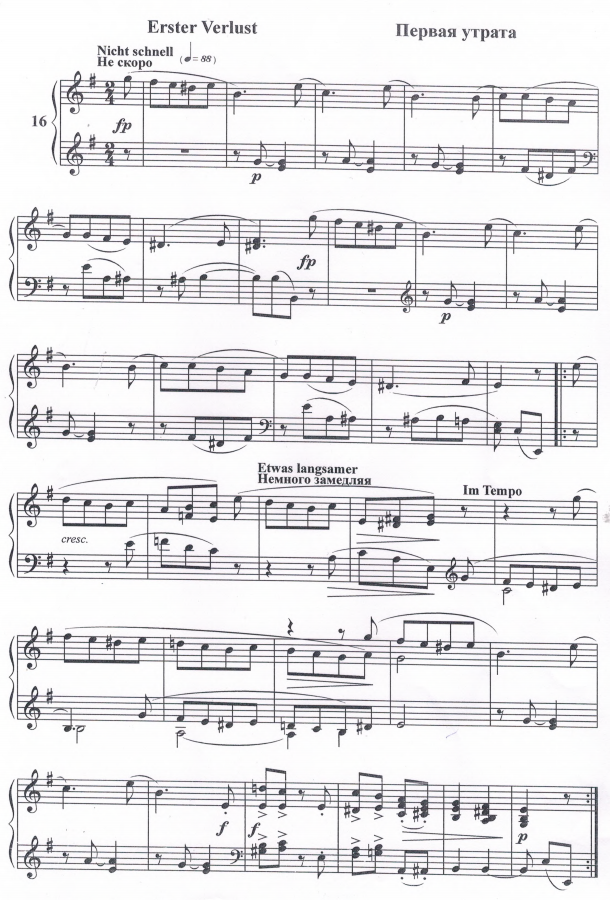 Erster Verlust
Первая утрата
Nicht schnell
Не скоро (♩= 88)
16
fp
p
fp
p
Etwas langsamer
Немного замедляя
Im Tempo
cresc.
f
f
p